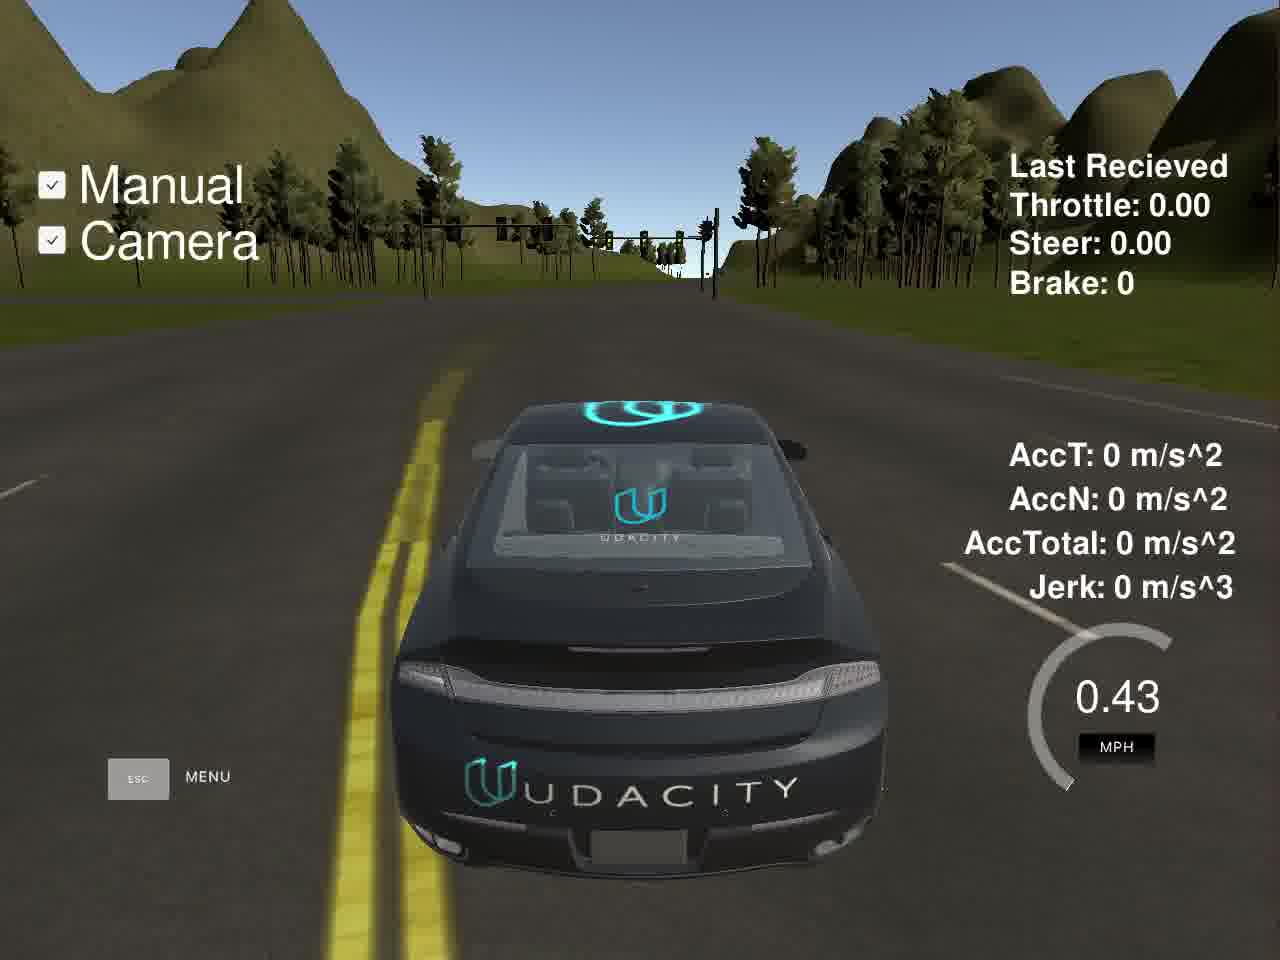 Manual
Camera
Last Recieved
Throttle: 0.00
Steer: 0.00
Brake: 0
AccT: 0 m/s^2
AccN: 0 m/s^2
AccTotal: 0 m/s^2
Jerk: 0 m/s^3
0.43
MPH
ESC MENU
UDACITY
UDACITY